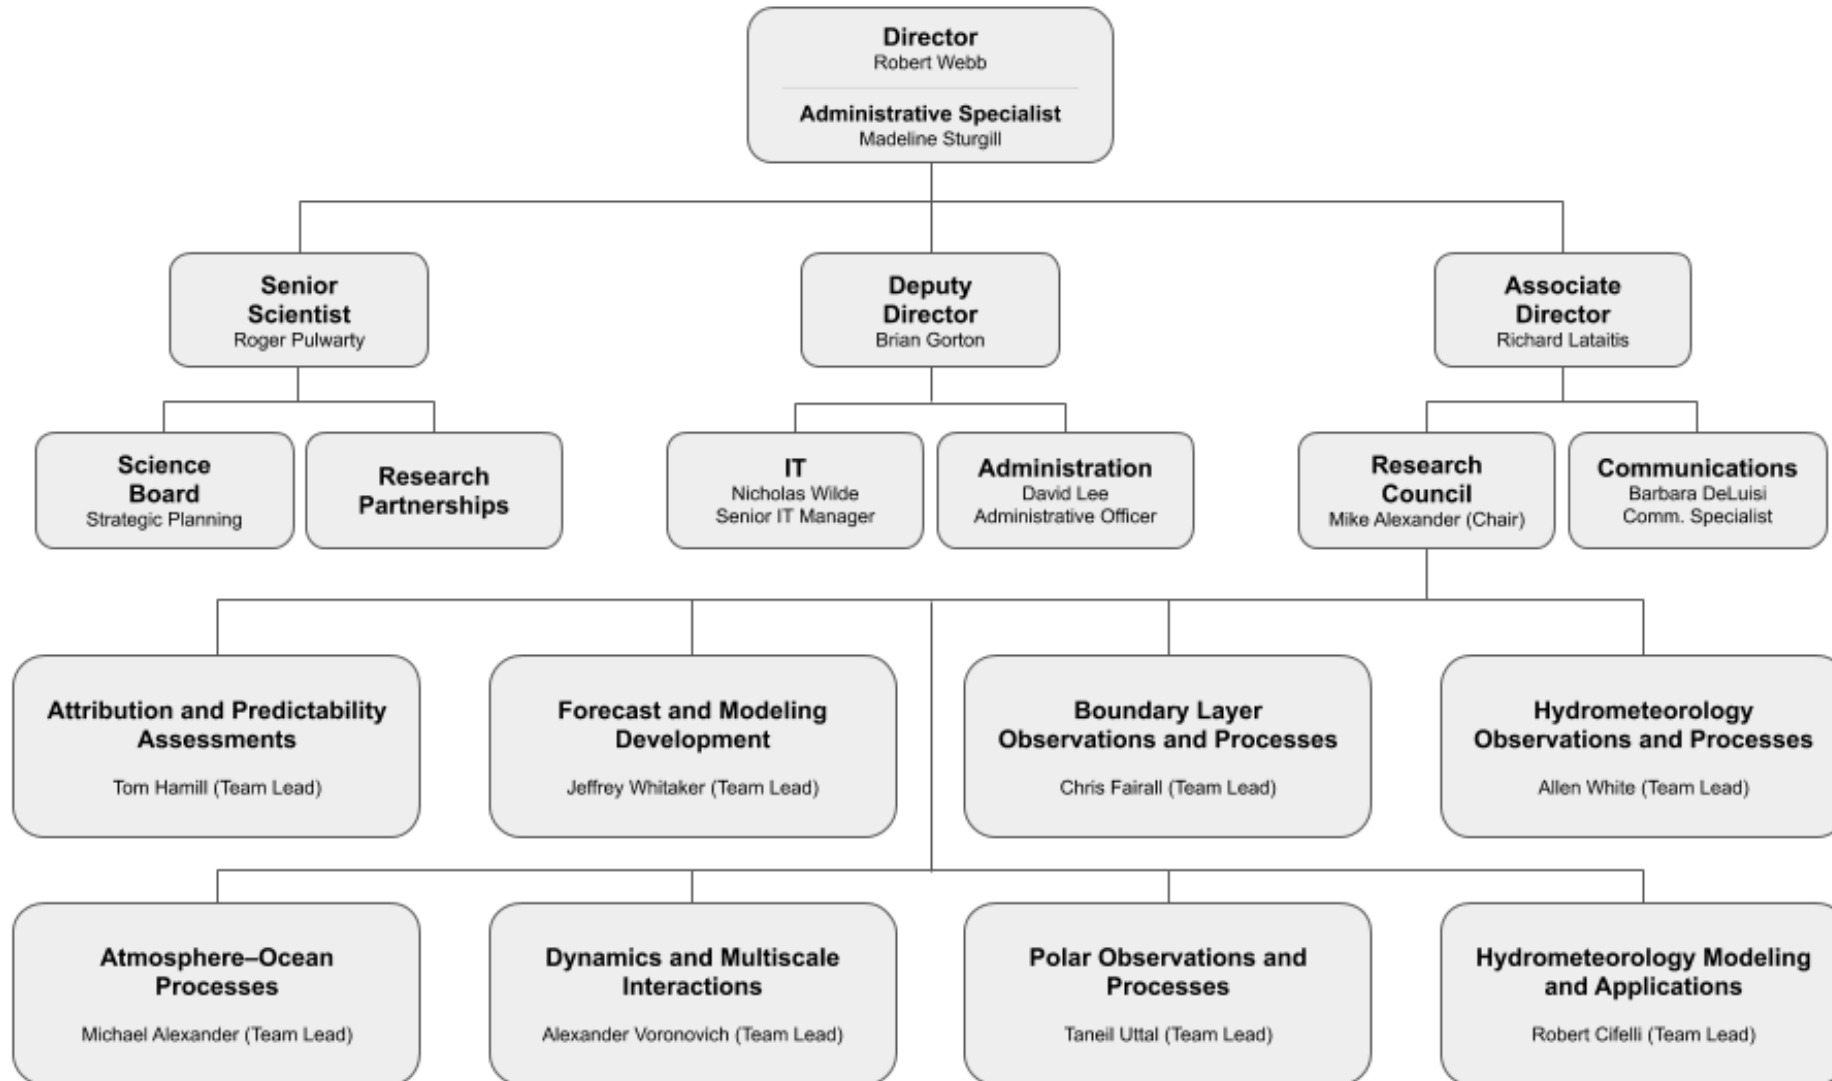 Director
Robert Webb
Administrative Specialist
Madeline Sturgill
Senior
Scientist
Roger Pulwarty
Deputy
Director
Brian Gorton
Associate
Director
Richard Lataitis
Science
Board
Strategic Planning
Research
Partnerships
IT
Nicholas Wilde
Senior IT Manager
Administration
David Lee
Administrative Officer
Research
Council
Mike Alexander (Chair)
Communications
Barbara DeLuisi
Comm. Specialist
Attribution and Predictability
Assessments
Tom Hamill (Team Lead)
Forecast and Modeling
Development
Jeffrey Whitaker (Team Lead)
Boundary Layer
Observations and Processes
Chris Fairall (Team Lead)
Hydrometeorology
Observations and Processes
Allen White (Team Lead)
Atmosphere–Ocean
Processes
Michael Alexander (Team Lead)
Dynamics and Multiscale
Interactions
Alexander Voronovich (Team Lead)
Polar Observations and
Processes
Taneil Uttal (Team Lead)
Hydrometeorology Modeling
and Applications
Robert Cifelli (Team Lead)